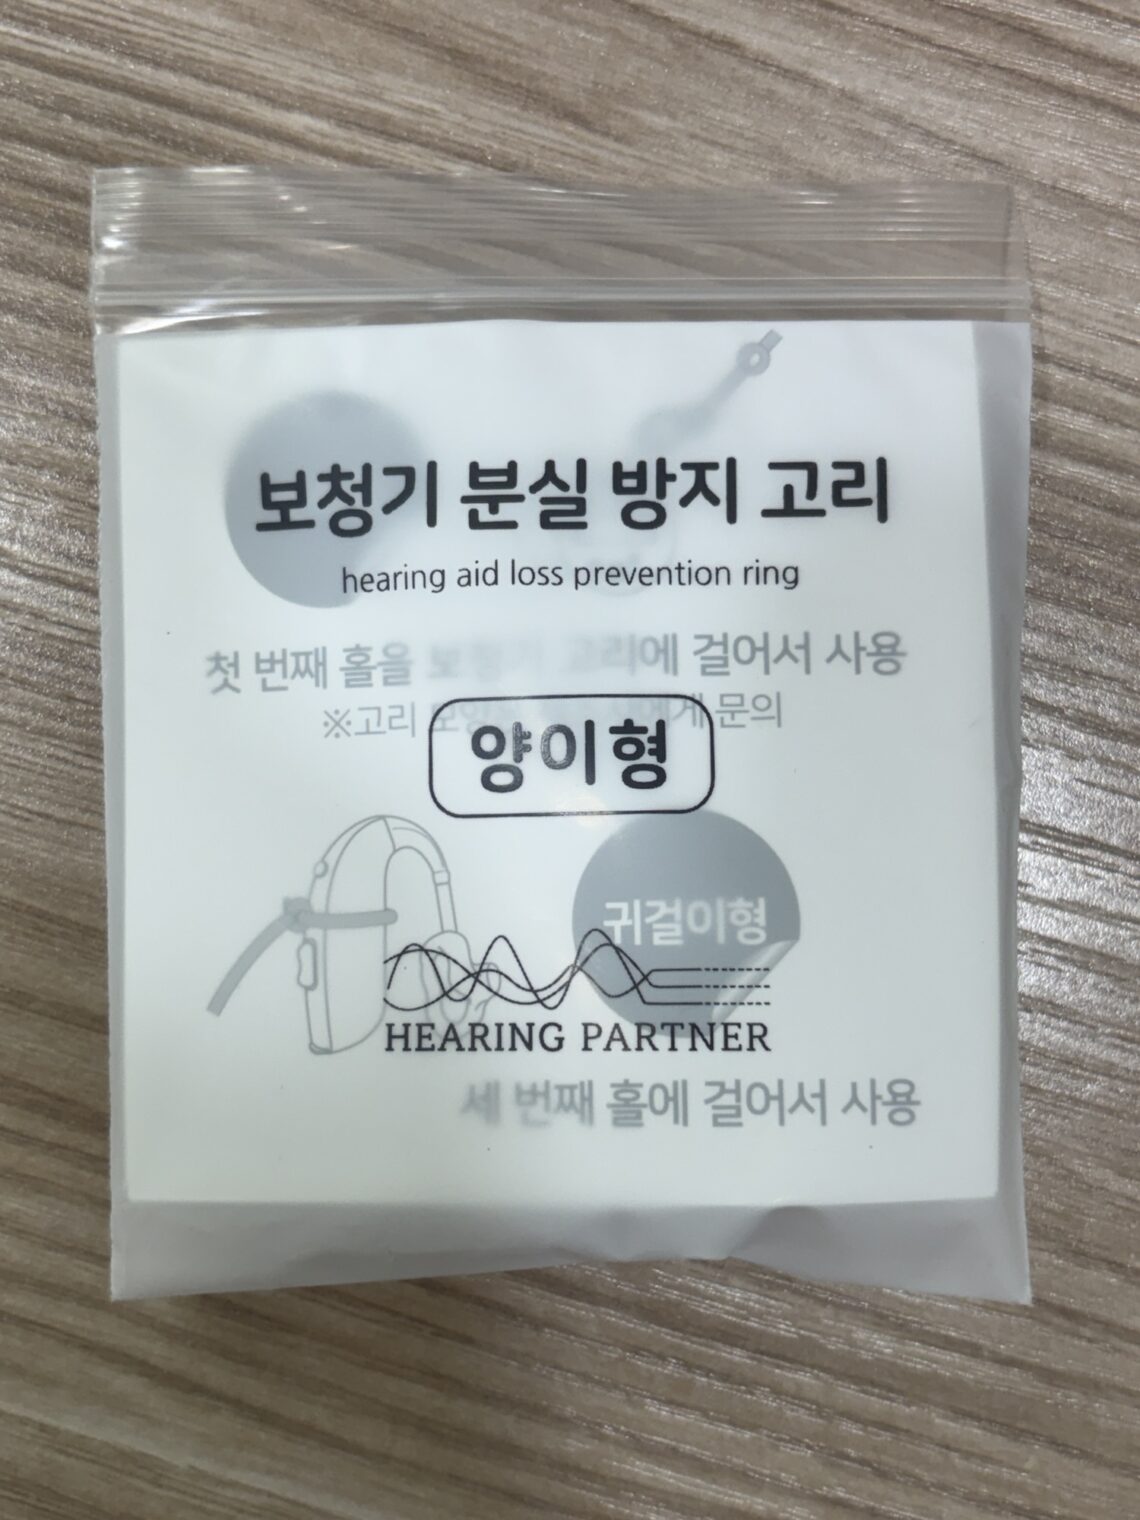 보청기 분실 방지 고리
hearing aid loss prevention ring
첫 번째 홀을 보청기 고리에 걸어서 사용
※고리 문의
양이형
귀걸이형
HEARING PARTNER
세 번째 홀에 걸어서 사용